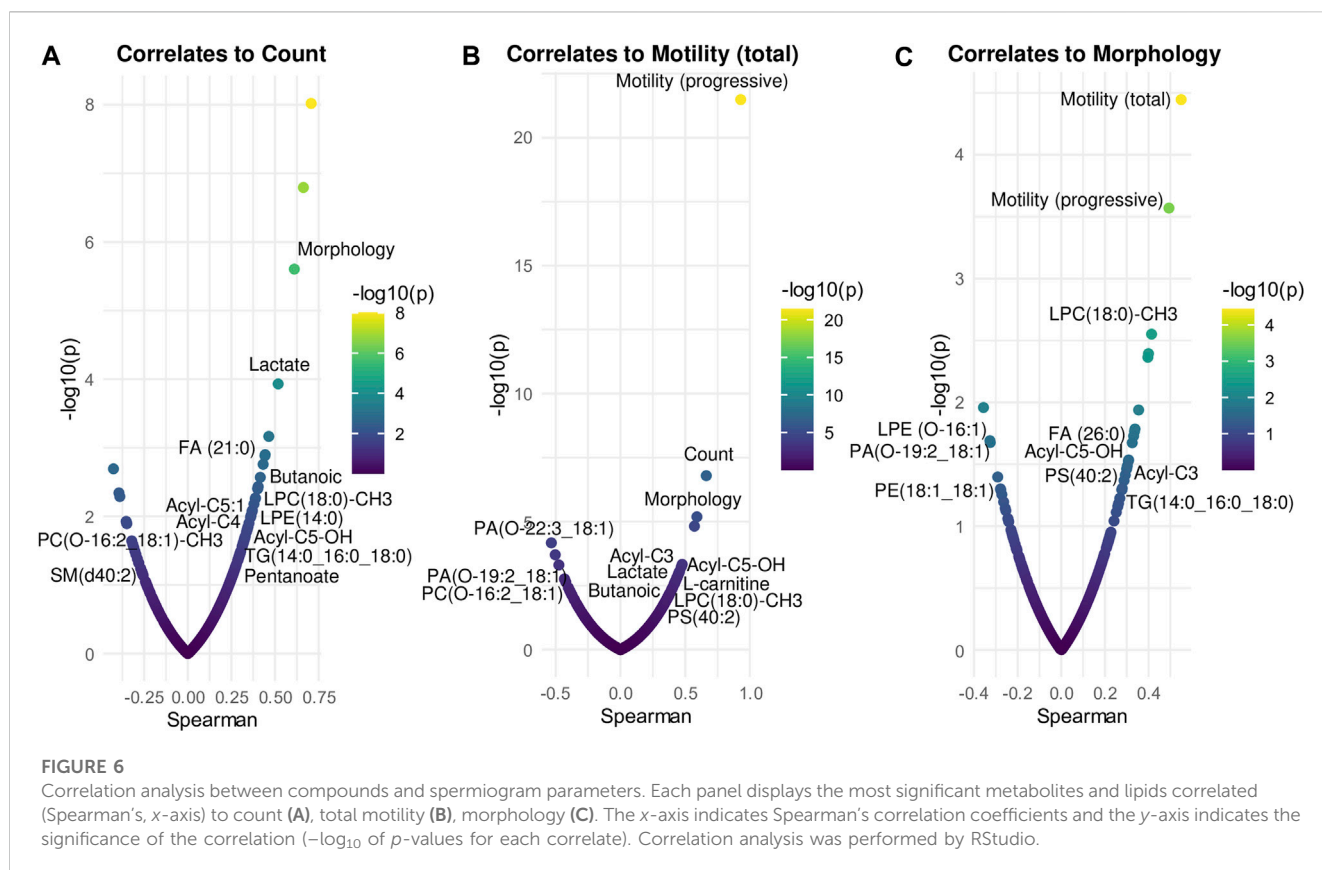 A Correlates to Count
8
6
4
2
0
-log10(p)
Morphology
Lactate
FA (21:0)
Butanoic
Acyl-C5:1
LPC(18:0)-CH3
Acyl-C4
LPE(14:0)
PC(O-16:2_18:1)-CH3
Acyl-C5-OH
TG(14:0_16:0_18:0)
SM(d40:2)
Pentanoate
-0.25 0.00 0.25 0.50 0.75
Spearman
-log10(p)
8
6
4
2
B Correlates to Motility (total)
Motility (progressive)
20
15
10
5
0
-log10(p)
Count
Morphology
PA(O-22:3_18:1)
Acyl-C3
Acyl-C5-OH
PA(O-19:2_18:1)
Lactate
L-carnitine
PC(O-16:2_18:1)
Butanoic
LPC(18:0)-CH3
PS(40:2)
-0.5 0.0 0.5 1.0
Spearman
-log10(p)
20
15
10
5
C Correlates to Morphology
Motility (total)
4
Motility (progressive)
3
2
1
0
-log10(p)
LPC(18:0)-CH3
LPE (O-16:1)
FA (26:0)
PA(O-19:2_18:1)
Acyl-C5-OH
PS(40:2)
Acyl-C3
PE(18:1_18:1)
TG(14:0_16:0_18:0)
-0.4 -0.2 0.0 0.2 0.4
Spearman
-log10(p)
4
3
2
1
FIGURE 6
Correlation analysis between compounds and spermiogram parameters. Each panel displays the most significant metabolites and lipids correlated
(Spearman's, x-axis) to count (A), total motility (B), morphology (C). The x-axis indicates Spearman's correlation coefficients and the y-axis indicates the
significance of the correlation (−log₁₀ of p-values for each correlate). Correlation analysis was performed by RStudio.